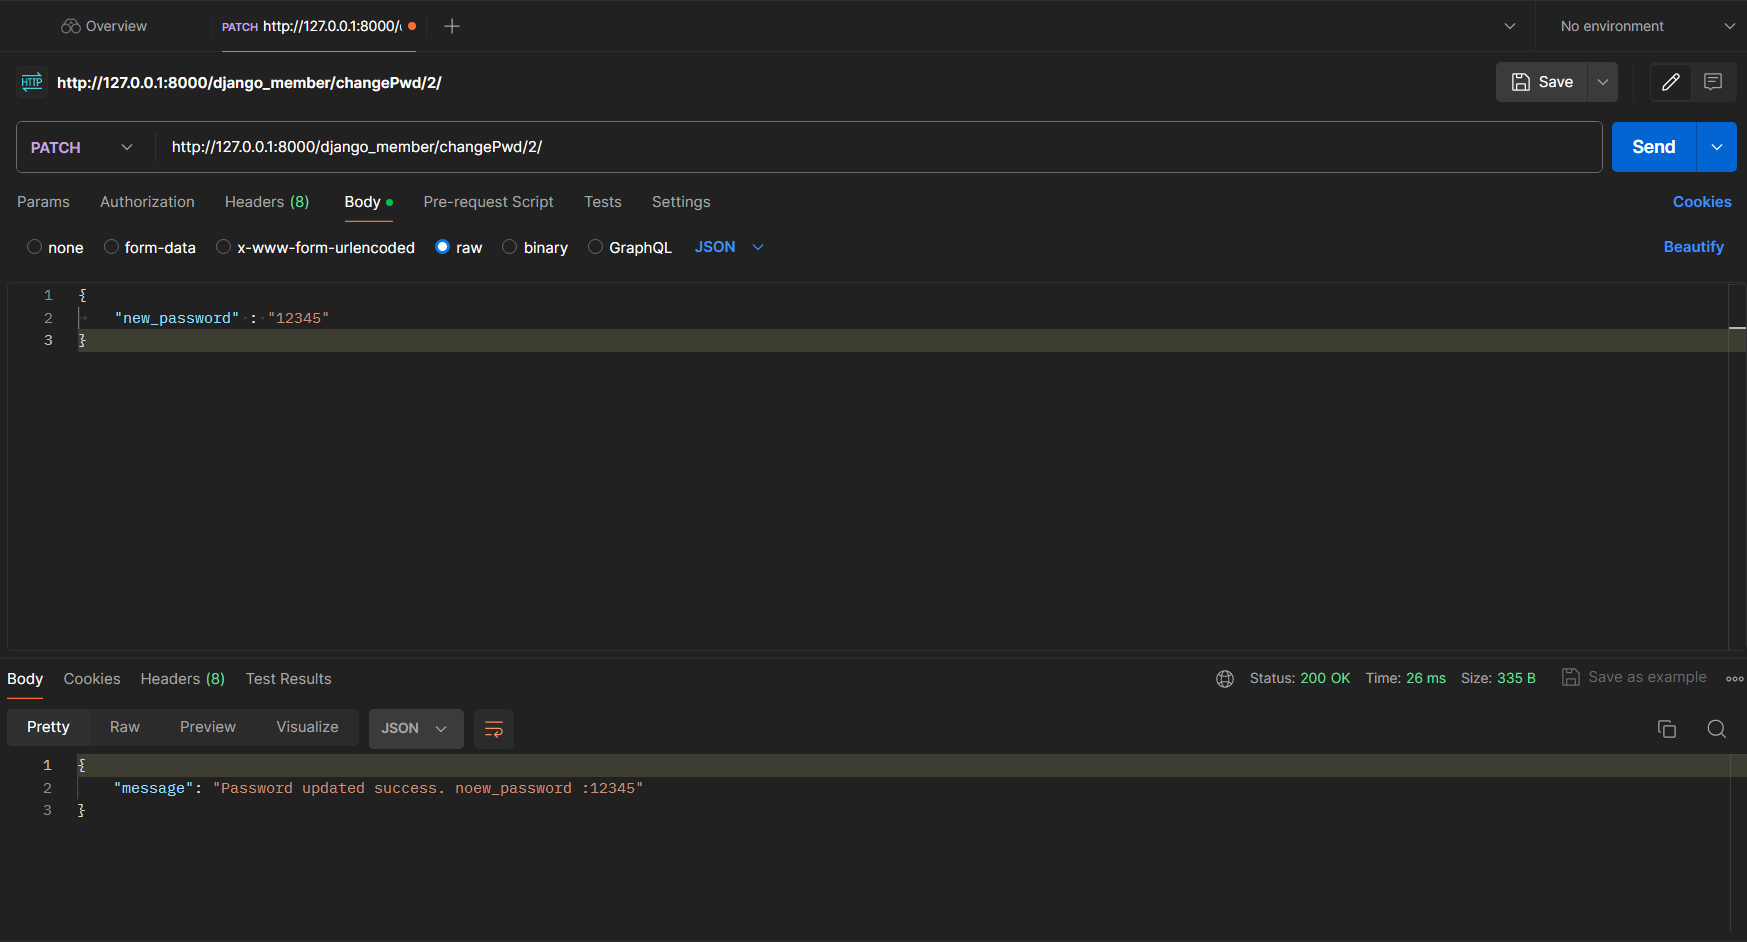 Overview
PATCH http://127.0.0.1:8000/
No environment
HTTP http://127.0.0.1:8000/django_member/changePwd/2/
Save
PATCH http://127.0.0.1:8000/django_member/changePwd/2/
Send
Params Authorization Headers (8) Body Pre-request Script Tests Settings Cookies
none form-data x-www-form-urlencoded raw binary GraphQL JSON Beautify
1 {
2 "new_password" : "12345"
3 }
Body Cookies Headers (8) Test Results Status: 200 OK Time: 26 ms Size: 335 B Save as example
Pretty Raw Preview Visualize JSON
1 {
2 "message": "Password updated success. noew_password :12345"
3 }